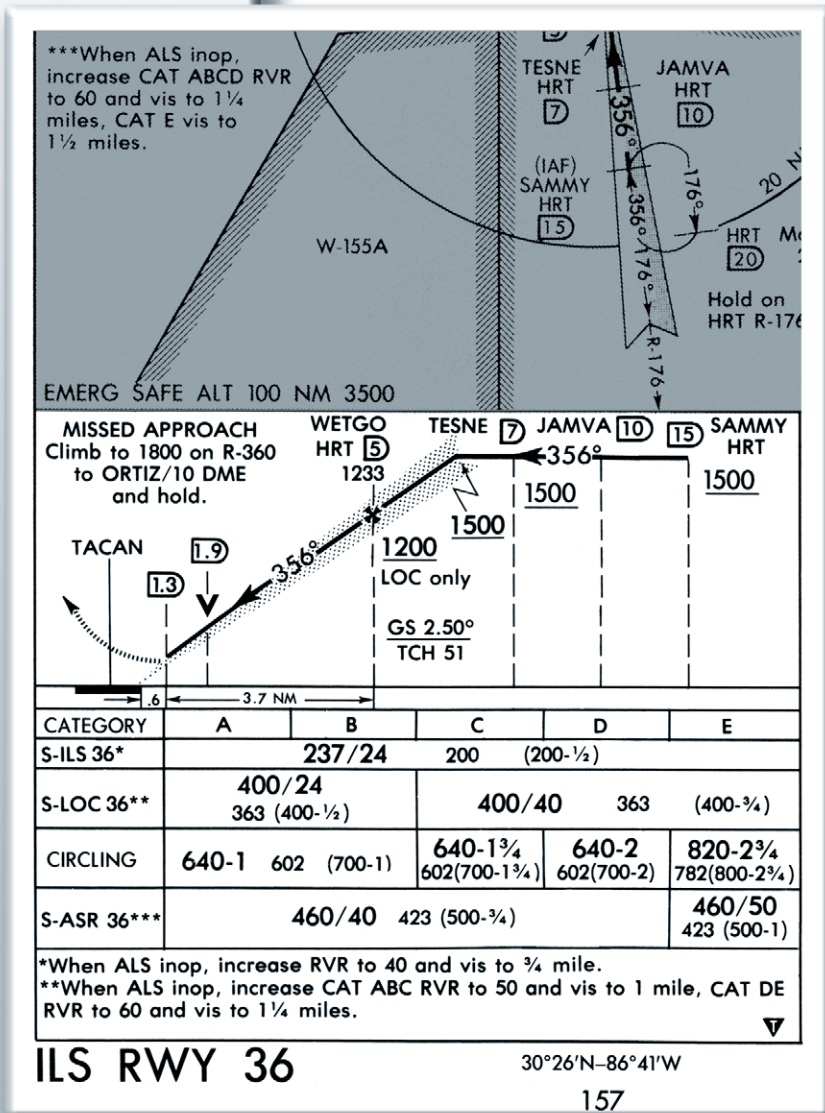 ***When ALS inop,
increase CAT ABCD RVR
to 60 and vis to 1¼
miles, CAT E vis to
1½ miles.
TESNE
HRT
7
JAMVA
HRT
10
356°
(IAF)
SAMMY
HRT
15
176°
356°/176°
20 N
HRT
20
W-155A
Hold on
HRT R-176
R-176
EMERG SAFE ALT 100 NM 3500
MISSED APPROACH
Climb to 1800 on R-360
to ORTIZ/10 DME
and hold.
WETGO
HRT 5
1233
TESNE 7 JAMVA 10 15 SAMMY
HRT
356°
1500
1500
1500
TACAN
1.9
1.3
356°
1200
LOC only
GS 2.50°
TCH 51
.6 3.7 NM
CATEGORY A B C D E
S-ILS 36* 237/24 200 (200-½)
S-LOC 36** 400/24
363 (400-½)
400/40 363 (400-¾)
CIRCLING 640-1 602 (700-1)
640-1¾
602(700-1¾)
640-2
602(700-2)
820-2¾
782(800-2¾)
S-ASR 36*** 460/40 423 (500-¾)
460/50
423 (500-1)
*When ALS inop, increase RVR to 40 and vis to ¾ mile.
**When ALS inop, increase CAT ABC RVR to 50 and vis to 1 mile, CAT DE
RVR to 60 and vis to 1¼ miles.
T
ILS RWY 36
30°26'N–86°41'W
157